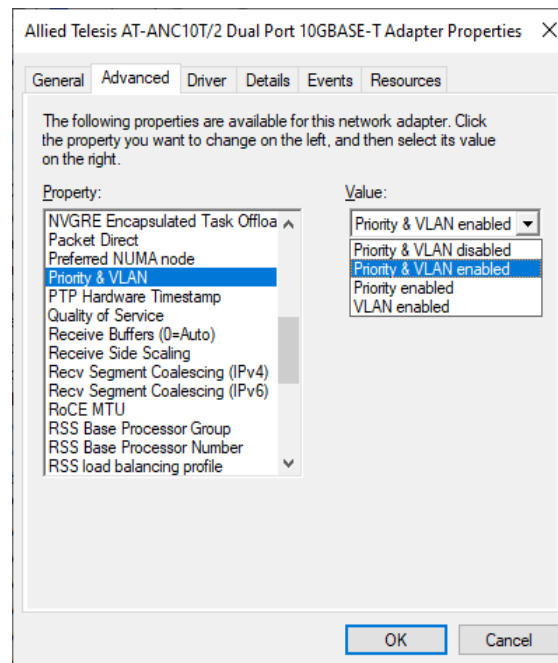 Allied Telesis AT-ANC10T/2 Dual Port 10GBASE-T Adapter Properties
General Advanced Driver Details Events Resources
The following properties are available for this network adapter. Click
the property you want to change on the left, and then select its value
on the right.
Property:
NVGRE Encapsulated Task Offloa
Packet Direct
Preferred NUMA node
Priority & VLAN
PTP Hardware Timestamp
Quality of Service
Receive Buffers (0=Auto)
Receive Side Scaling
Recv Segment Coalescing (IPv4)
Recv Segment Coalescing (IPv6)
RoCE MTU
RSS Base Processor Group
RSS Base Processor Number
RSS load balancing profile
Value:
Priority & VLAN enabled
Priority & VLAN disabled
Priority & VLAN enabled
Priority enabled
VLAN enabled
OK Cancel